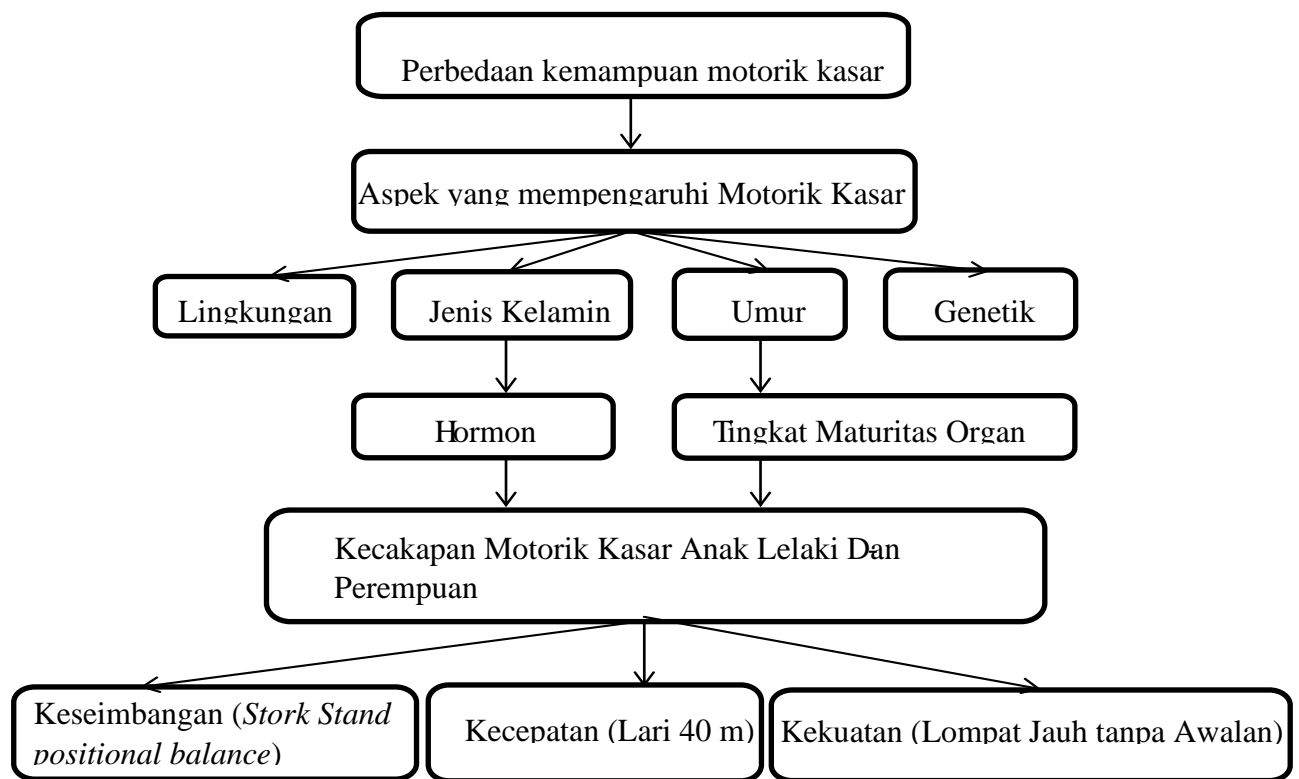 Perbedaan kemampuan motorik kasar
Aspek yang mempengaruhi Motorik Kasar
Lingkungan
Jenis Kelamin
Umur
Genetik
Hormon
Tingkat Maturitas Organ
Kecakapan Motorik Kasar Anak Lelaki Dan
Perempuan
Keseimbangan (Stork Stand
positional balance)
Kecepatan (Lari 40 m)
Kekuatan (Lompat Jauh tanpa Awalan)